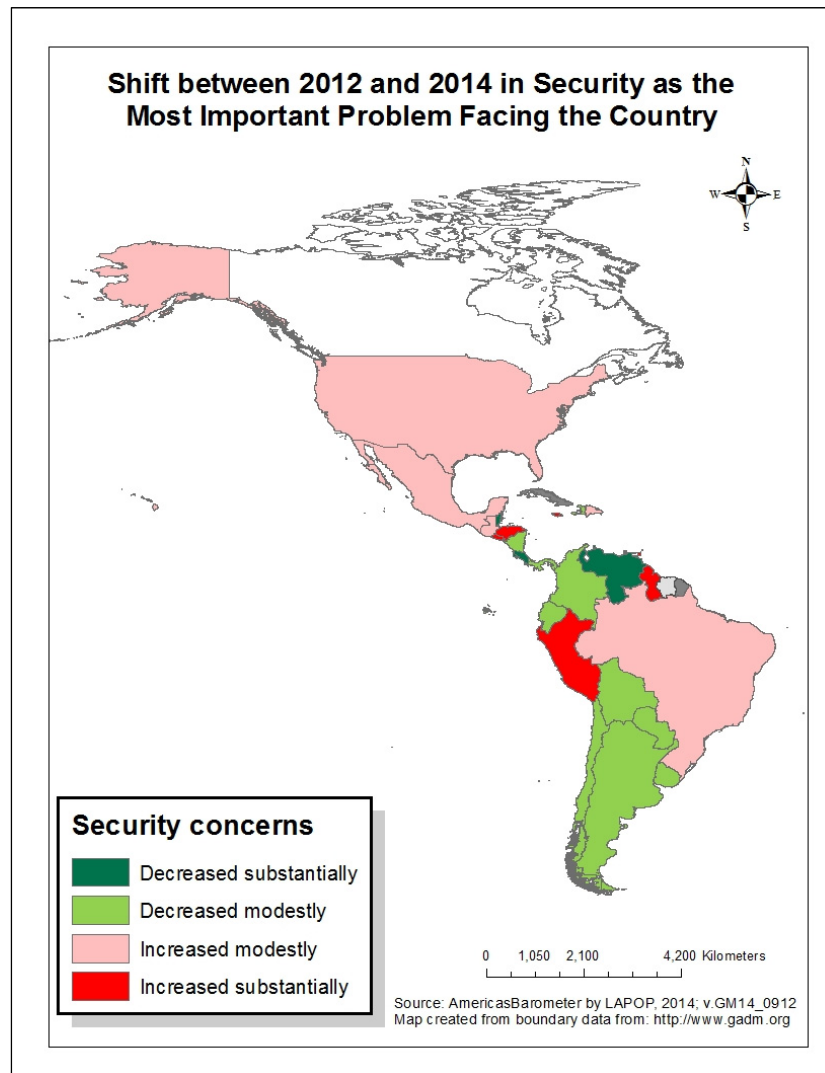 Shift between 2012 and 2014 in Security as the
Most Important Problem Facing the Country
N
W E
S
Security concerns
Decreased substantially
Decreased modestly
Increased modestly
Increased substantially
0 1,050 2,100 4,200 Kilometers
Source: AmericasBarometer by LAPOP, 2014; v.GM14_0912
Map created from boundary data from: http://www.gadm.org